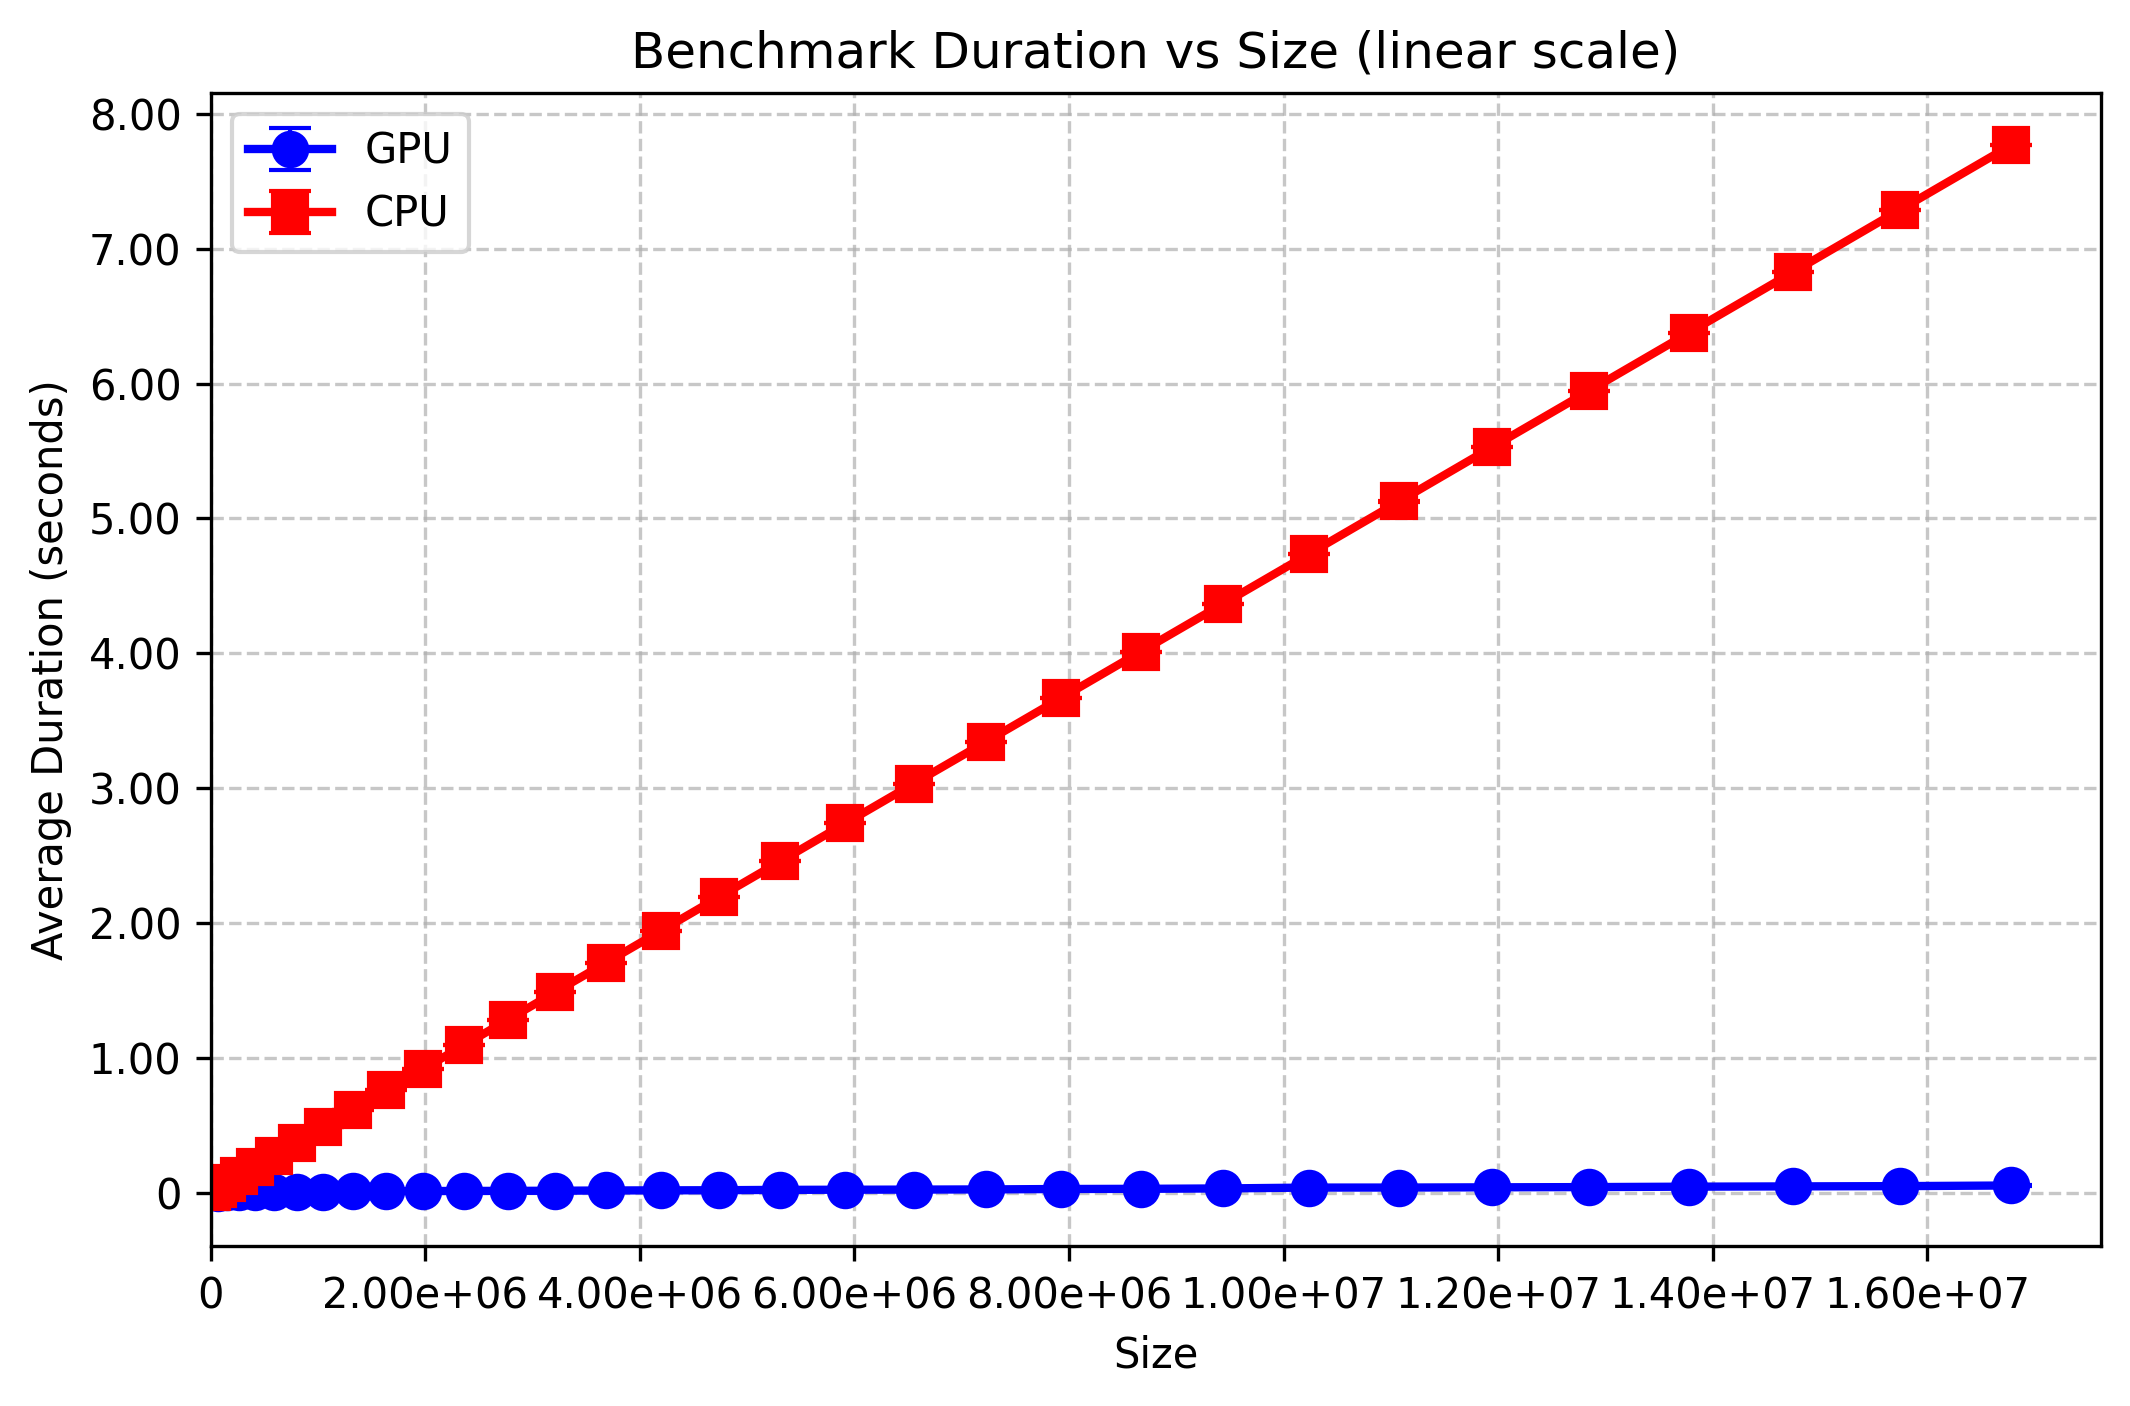 Benchmark Duration vs Size (linear scale)
GPU
CPU
Average Duration (seconds)
8.00
7.00
6.00
5.00
4.00
3.00
2.00
1.00
0
0 2.00e+06 4.00e+06 6.00e+06 8.00e+06 1.00e+07 1.20e+07 1.40e+07 1.60e+07
Size